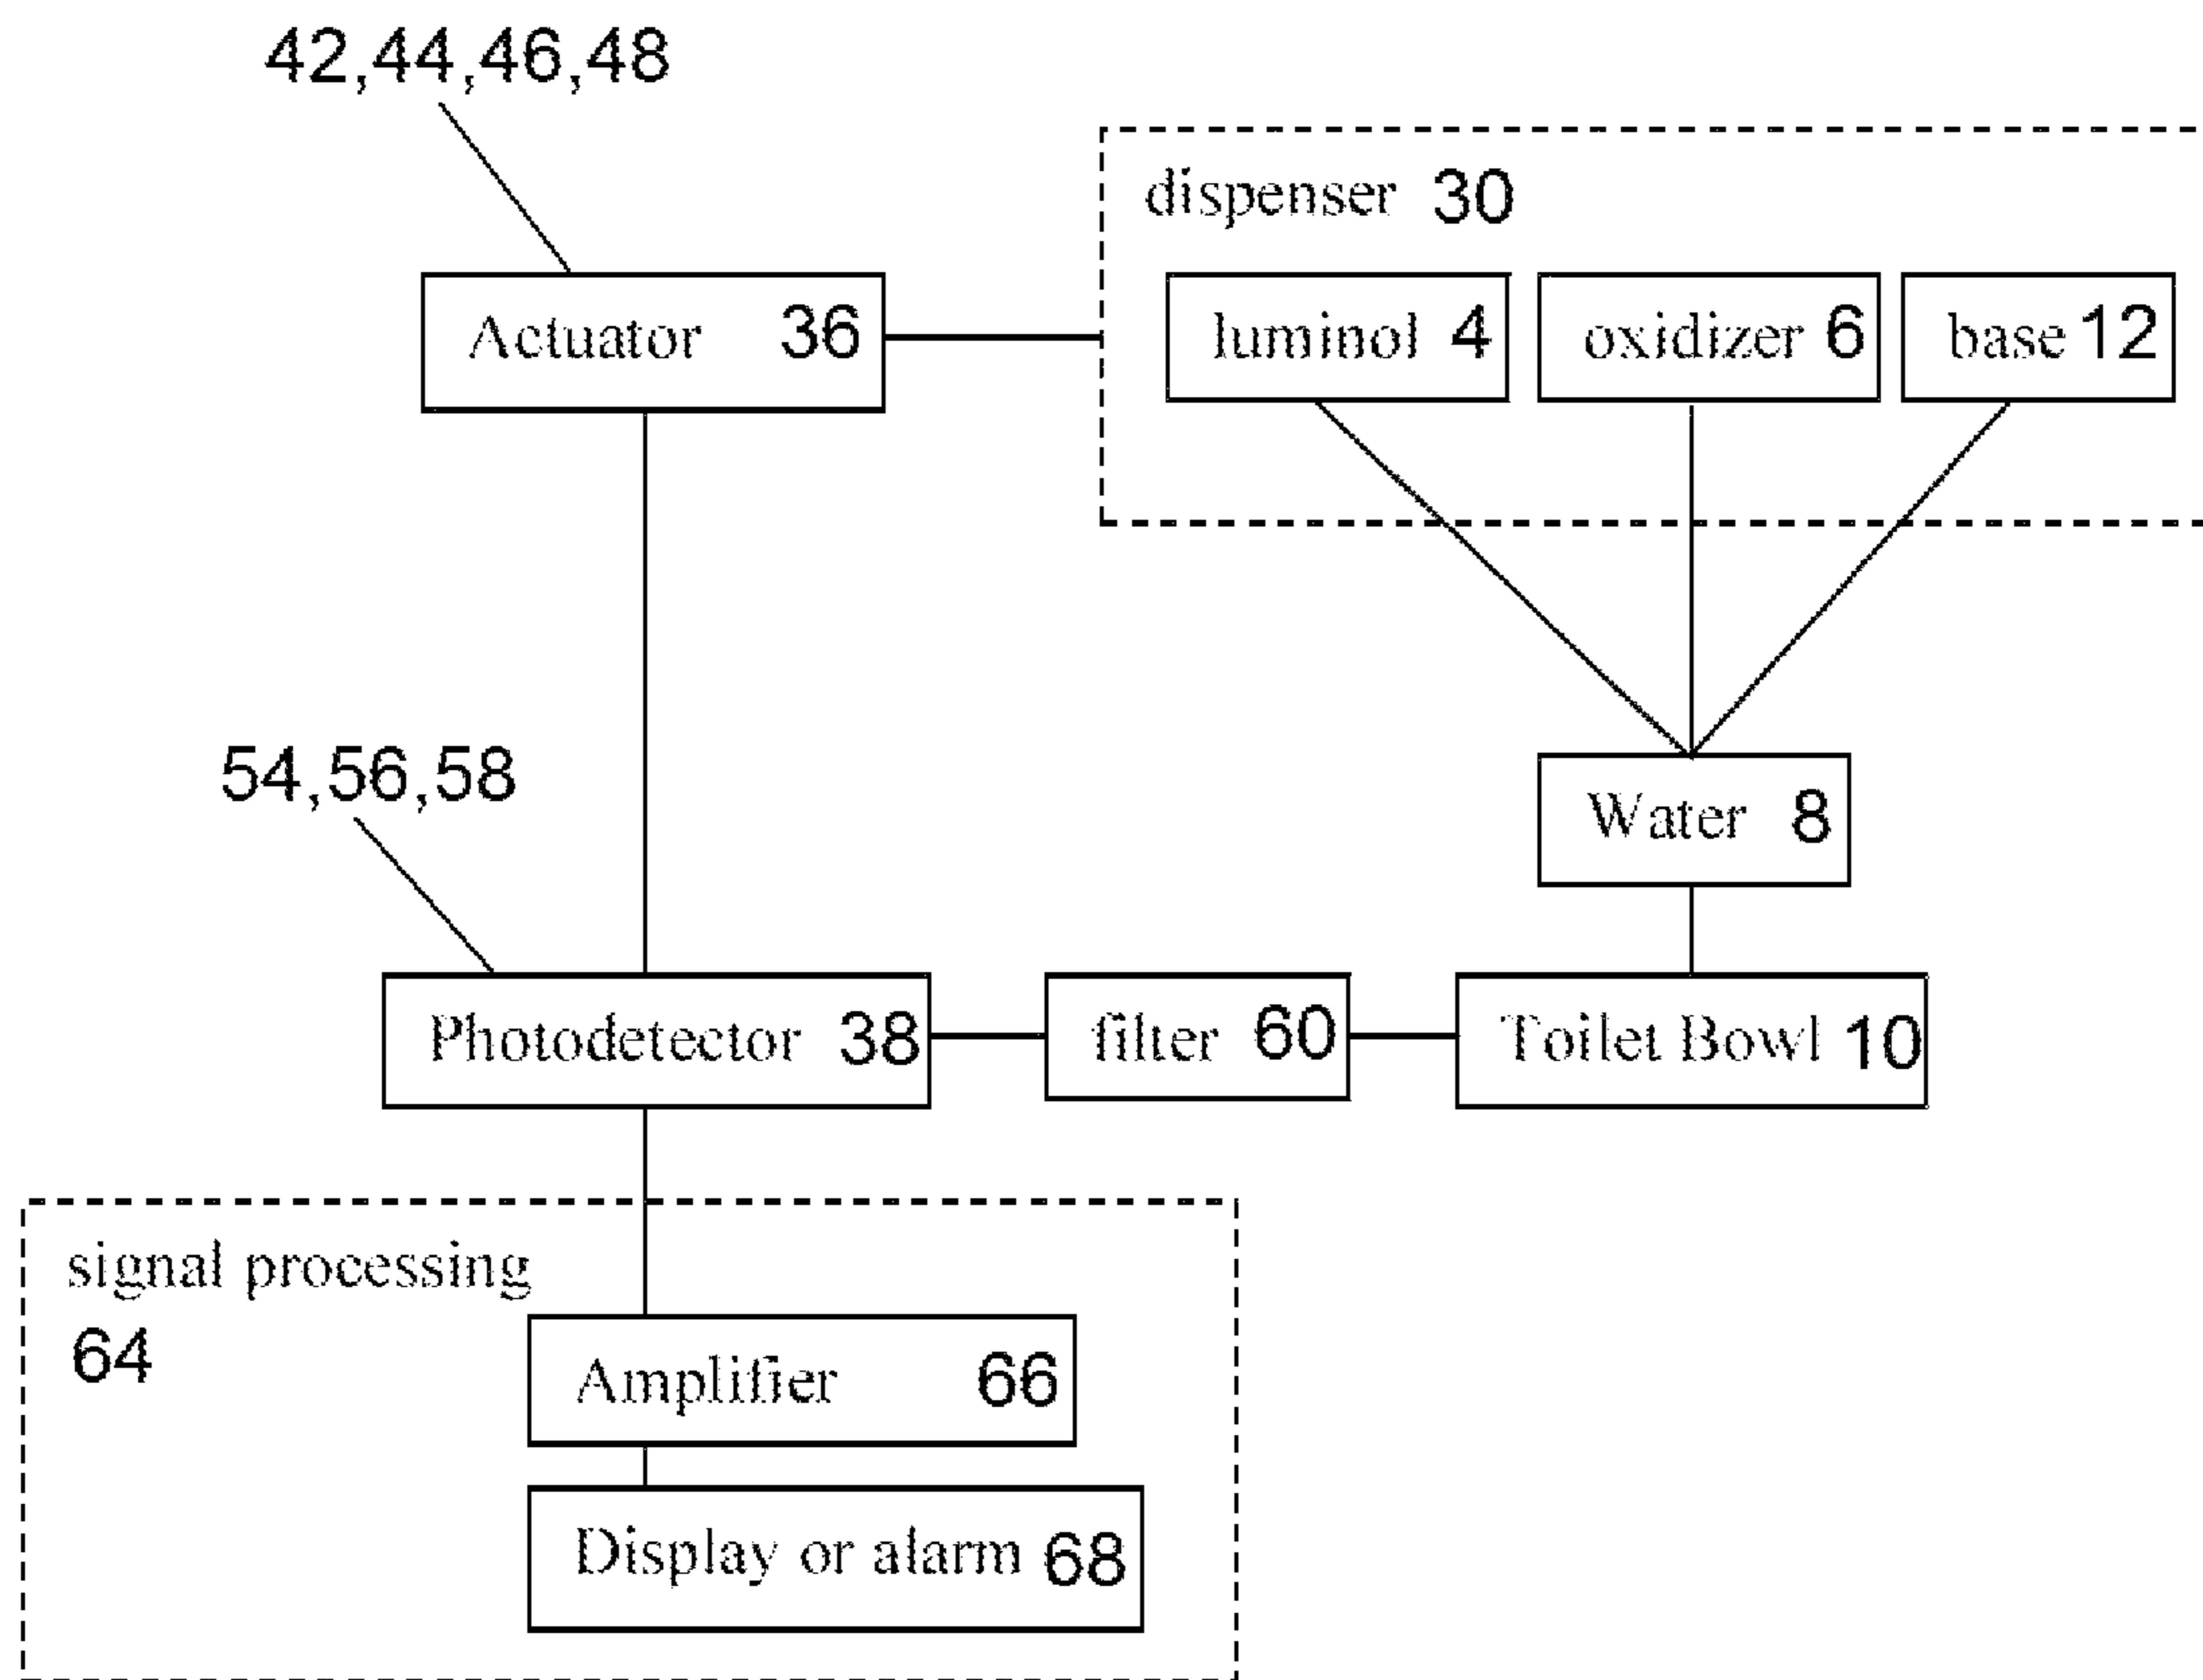 42,44,46,48
dispenser 30
Actuator 36
luminol 4
oxidizer 6
base 12
54,56,58
Water 8
Photodetector 38
filter 60
Toilet Bowl 10
signal processing
64
Amplifier 66
Display or alarm 68